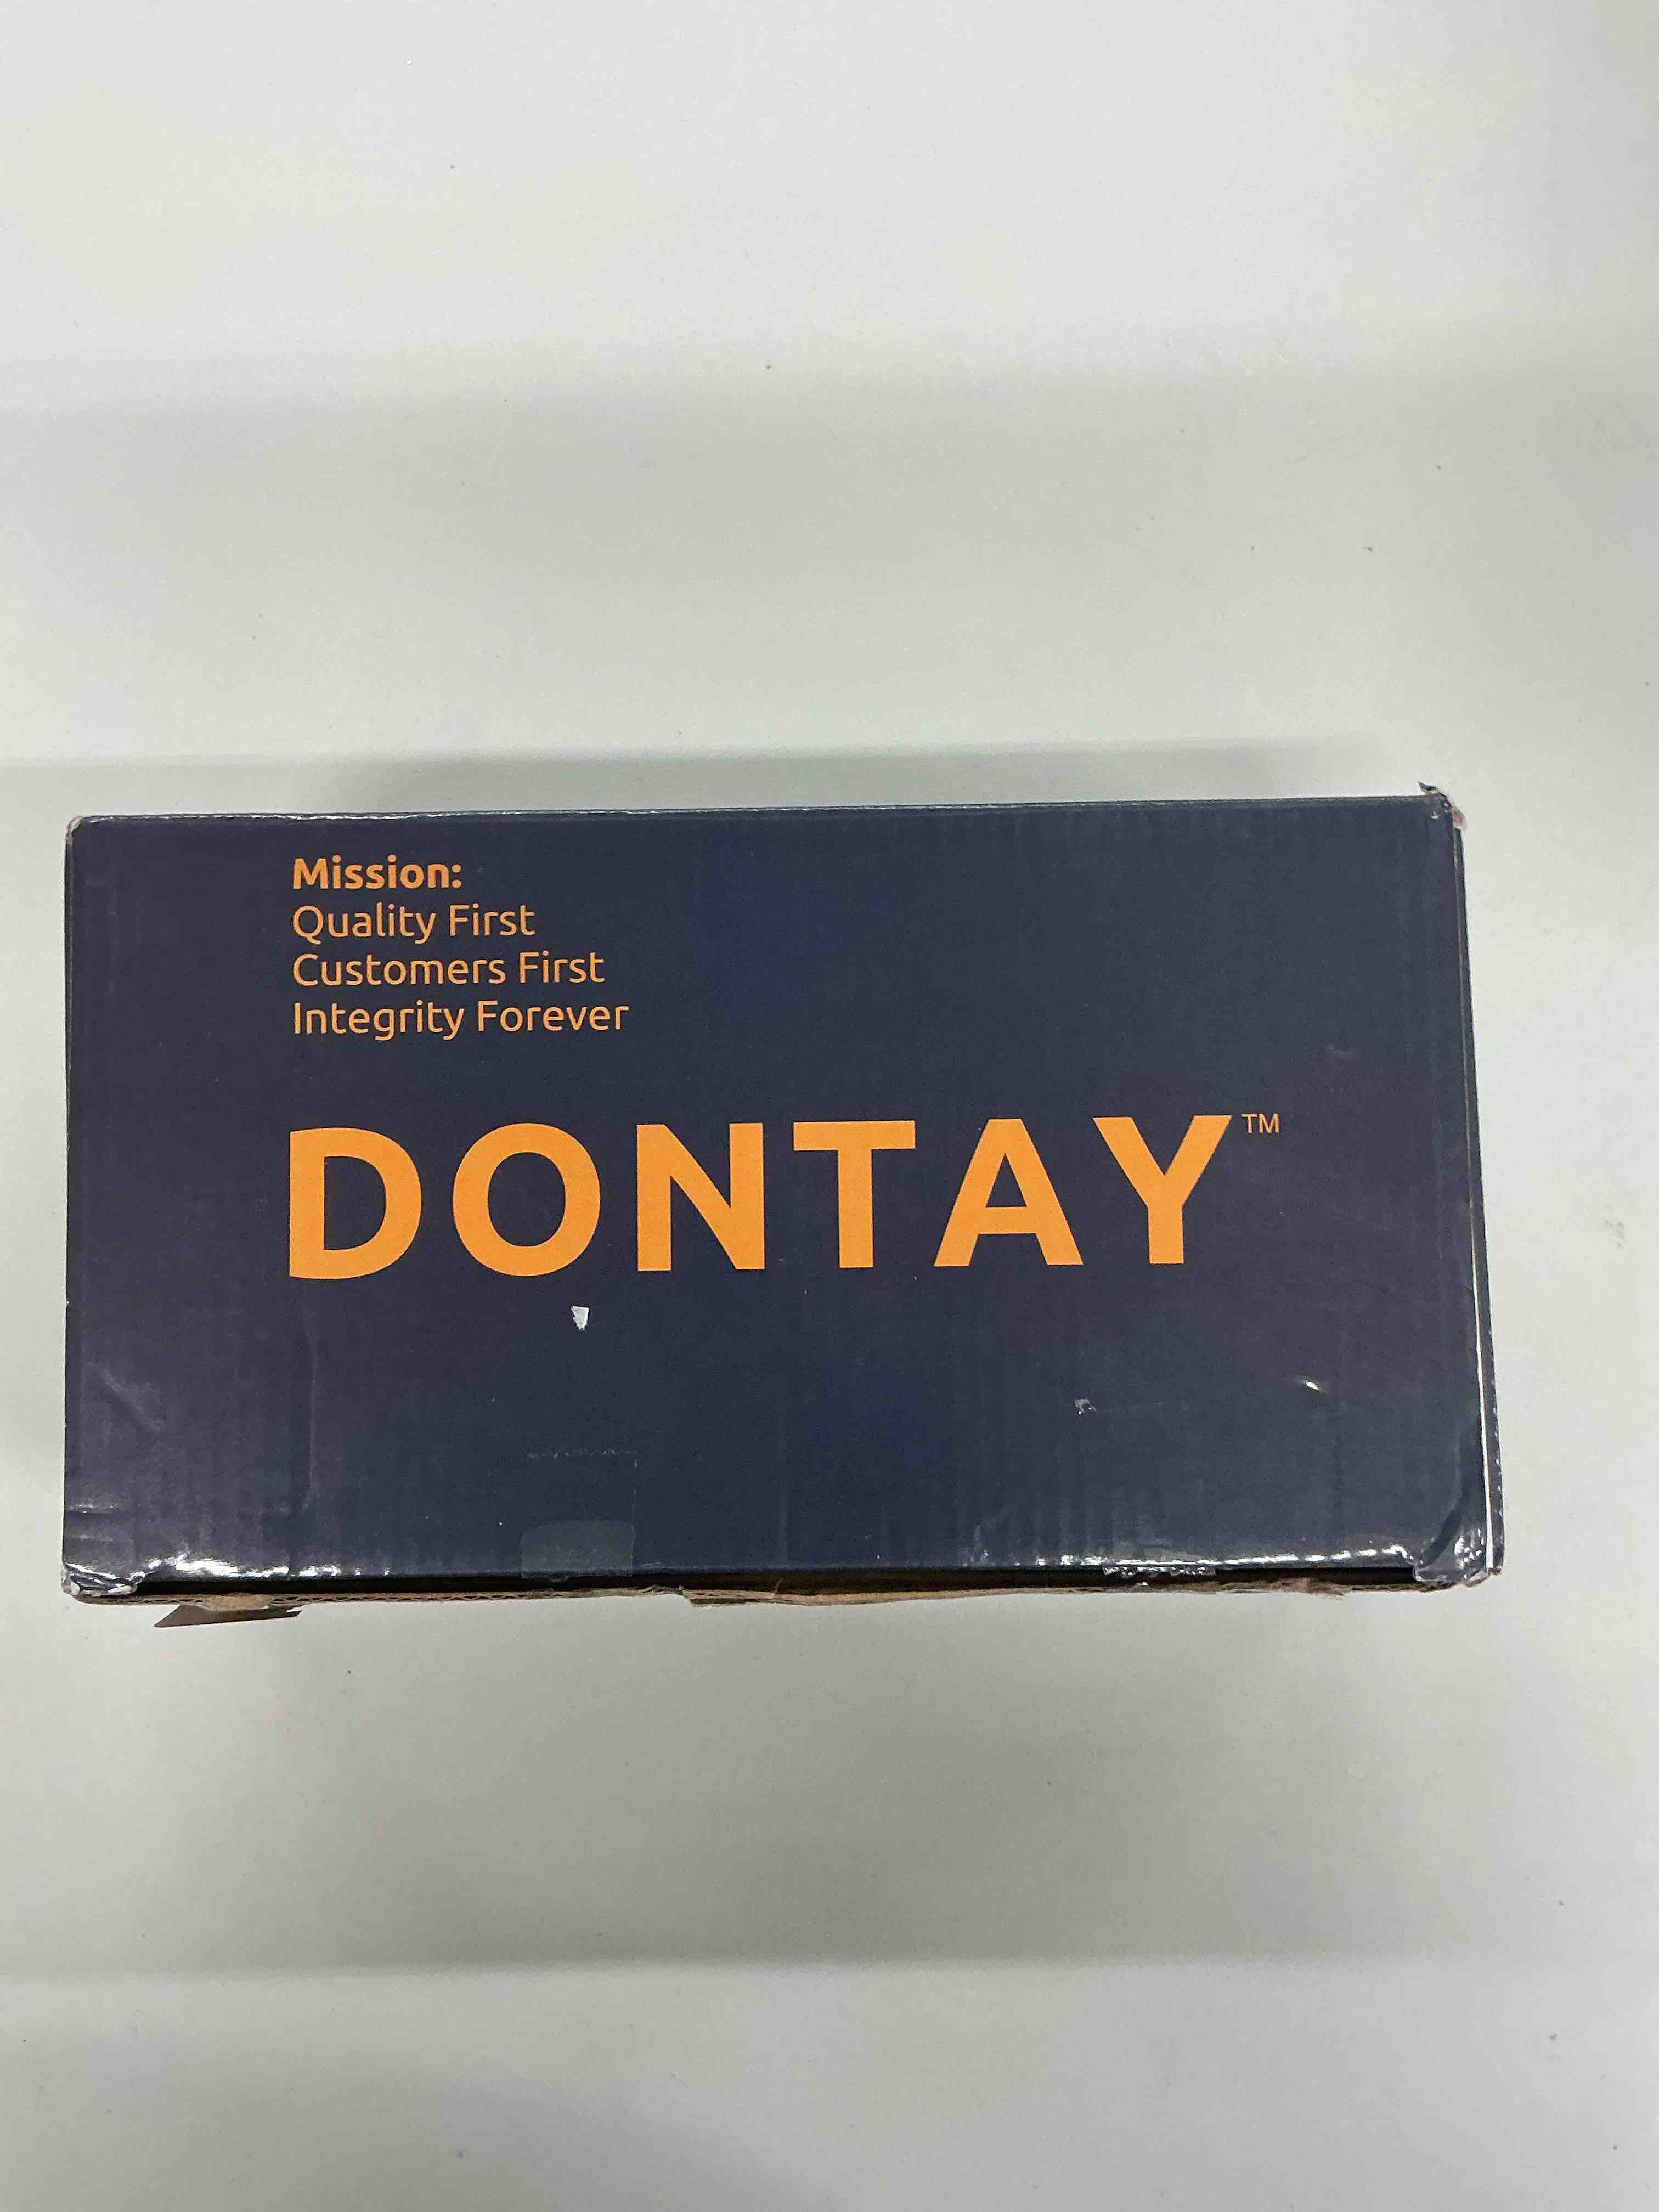 Mission:
Quality First
Customers First
Integrity Forever
DONTAY™